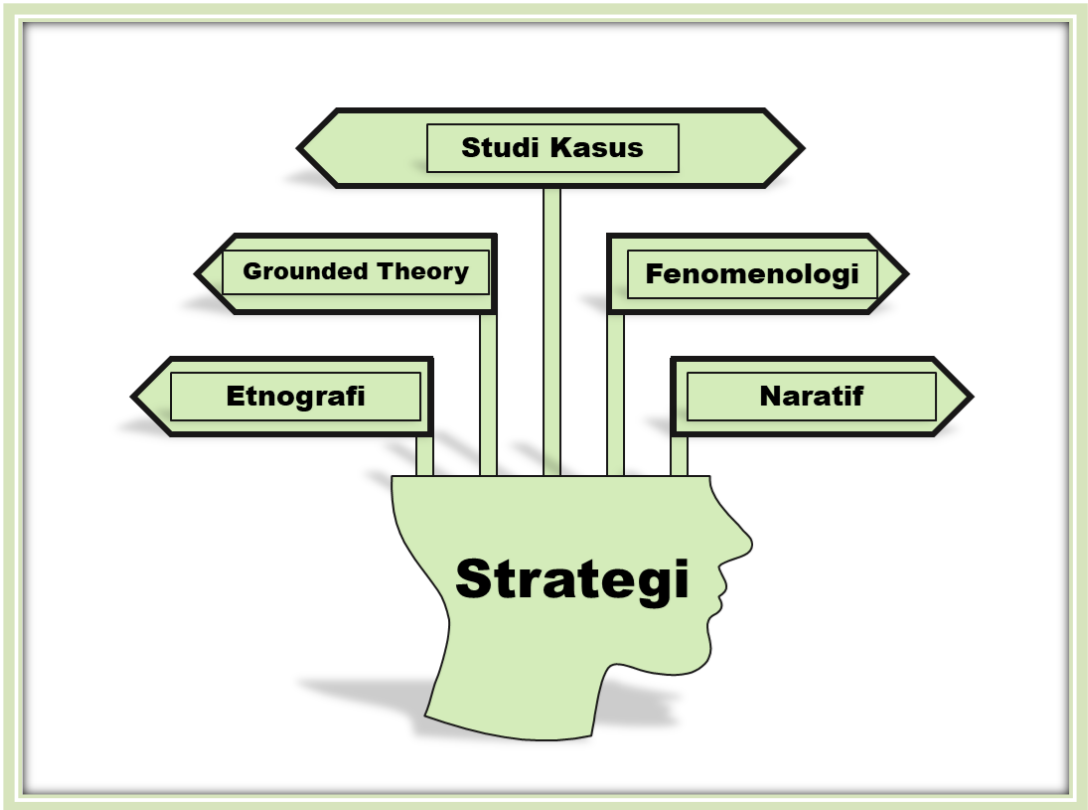 Studi Kasus
Grounded Theory
Fenomenologi
Etnografi
Naratif
Strategi